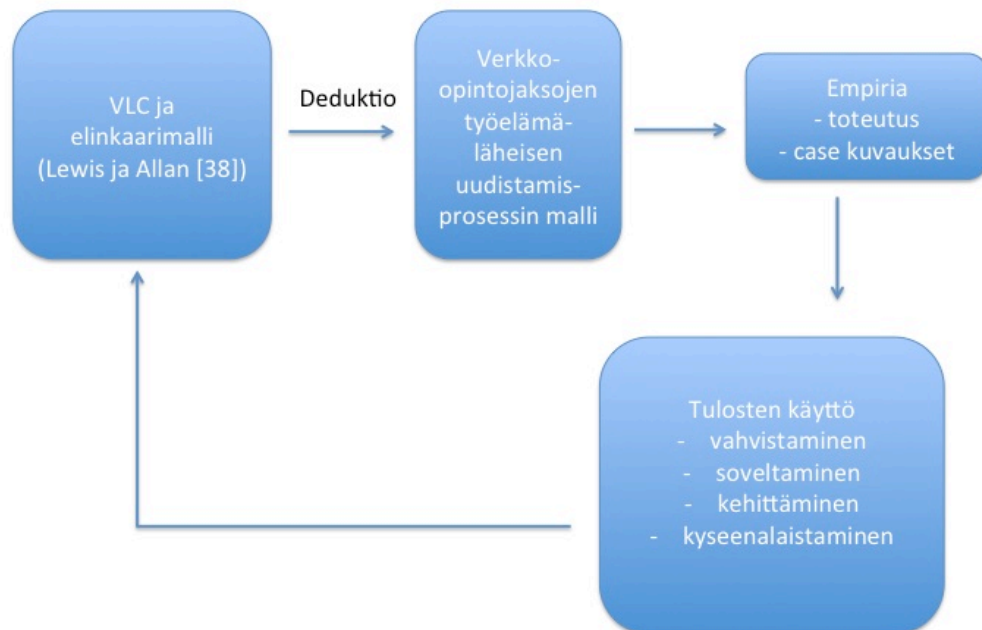 VLC ja
elinkaarimalli
(Lewis ja Allan [38])
Deduktio
Verkko-
opintojaksojen
työelämä-
läheisen
uudistamis-
prosessin malli
Empiria
- toteutus
- case kuvaukset
Tulosten käyttö
- vahvistaminen
- soveltaminen
- kehittäminen
- kyseenalaistaminen